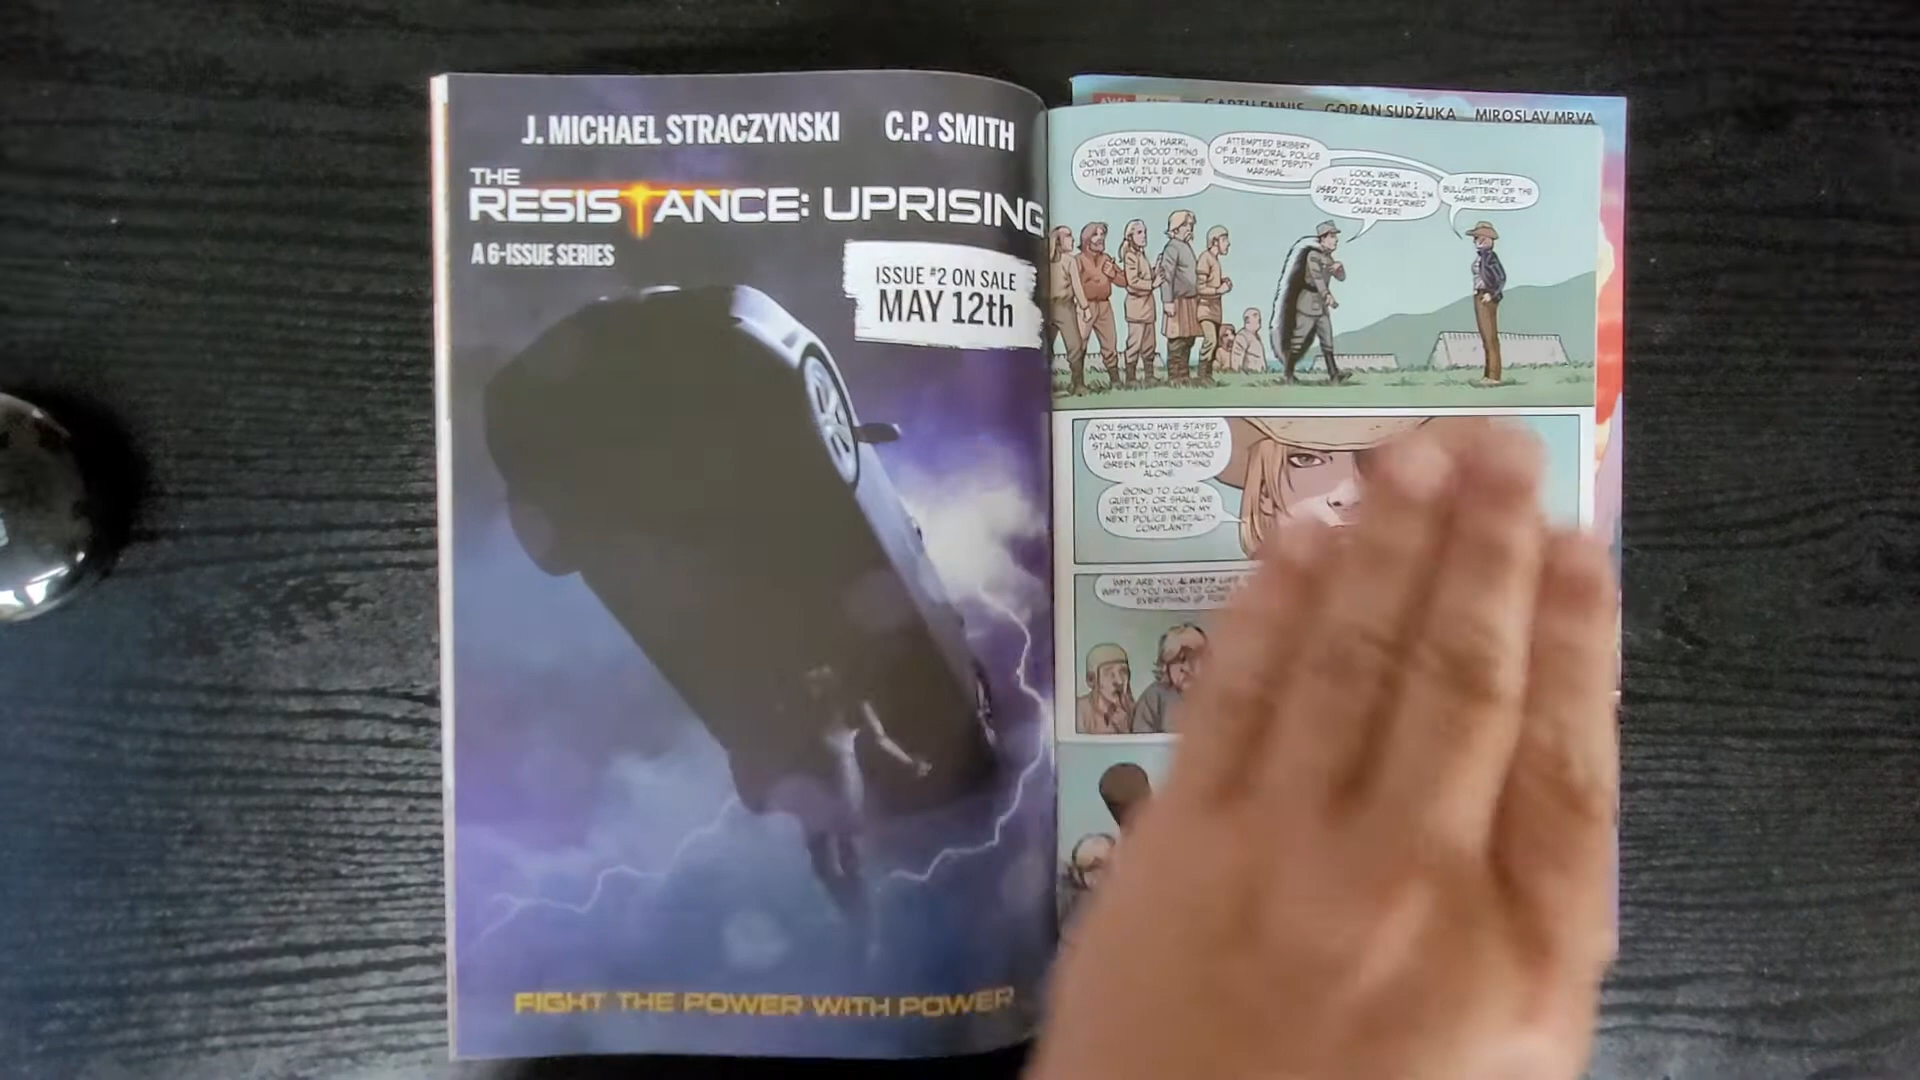 J. MICHAEL STRACZYNSKI C.P. SMITH
THE
RESISTANCE: UPRISING
A 6-ISSUE SERIES
ISSUE #2 ON SALE
MAY 12th
FIGHT THE POWER WITH POWER
GARTH ENNIS GORAN SUDŽUKA MIROSLAV MRVA
...COME ON, HARRI,
I'VE GOT A GOOD THING
GOING HERE! YOU LOOK THE
OTHER WAY, I'LL BE MORE
THAN HAPPY TO CUT
YOU IN!
ATTEMPTED BRIBERY
OF A TEMPORAL POLICE
DEPARTMENT DEPUTY
MARSHAL...
LOOK, WHEN
YOU CONSIDER WHAT I
USED TO DO FOR A LIVING, I'M
PRACTICALLY A REFORMED
CHARACTER!
ATTEMPTED
BULLSHITTERY OF THE
SAME OFFICER...
YOU SHOULD HAVE STAYED
AND TAKEN YOUR CHANCES AT
STALINGRAD, OTTO. SHOULD
HAVE LEFT THE GLOWING
GREEN FLOATING THING
ALONE.
GOING TO COME
QUIETLY, OR SHALL WE
GET TO WORK ON MY
NEXT POLICE BRUTALITY
COMPLAINT?
WHY ARE YOU ALWAYS
WHY DO YOU HAVE TO COME
EVERYTHING UP FOR